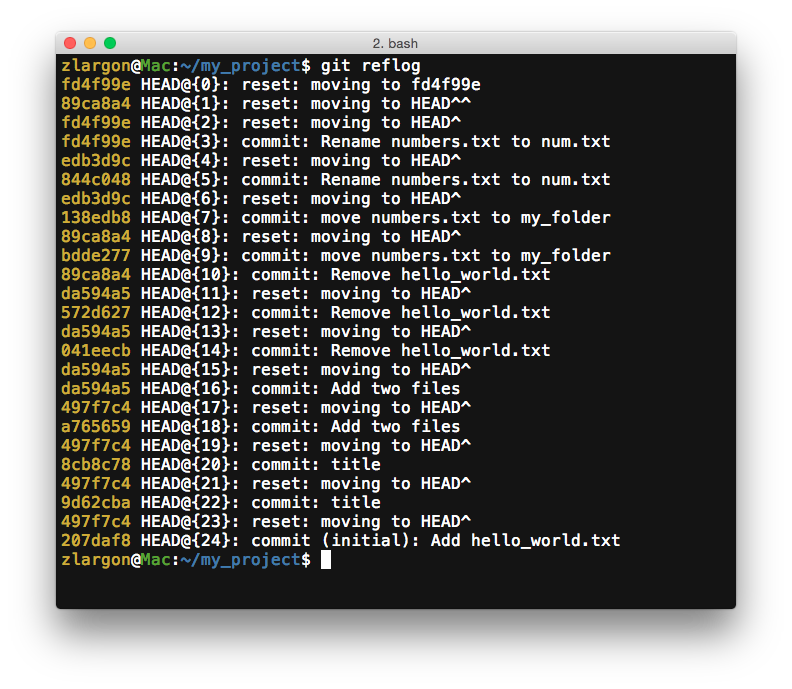 2. bash
zlargon@Mac:~/my_project$ git reflog
fd4f99e HEAD@{0}: reset: moving to fd4f99e
89ca8a4 HEAD@{1}: reset: moving to HEAD^^
fd4f99e HEAD@{2}: reset: moving to HEAD^
fd4f99e HEAD@{3}: commit: Rename numbers.txt to num.txt
edb3d9c HEAD@{4}: reset: moving to HEAD^
844c048 HEAD@{5}: commit: Rename numbers.txt to num.txt
edb3d9c HEAD@{6}: reset: moving to HEAD^
138edb8 HEAD@{7}: commit: move numbers.txt to my_folder
89ca8a4 HEAD@{8}: reset: moving to HEAD^
bdde277 HEAD@{9}: commit: move numbers.txt to my_folder
89ca8a4 HEAD@{10}: commit: Remove hello_world.txt
da594a5 HEAD@{11}: reset: moving to HEAD^
572d627 HEAD@{12}: commit: Remove hello_world.txt
da594a5 HEAD@{13}: reset: moving to HEAD^
041eecb HEAD@{14}: commit: Remove hello_world.txt
da594a5 HEAD@{15}: reset: moving to HEAD^
da594a5 HEAD@{16}: commit: Add two files
497f7c4 HEAD@{17}: reset: moving to HEAD^
a765659 HEAD@{18}: commit: Add two files
497f7c4 HEAD@{19}: reset: moving to HEAD^
8cb8c78 HEAD@{20}: commit: title
497f7c4 HEAD@{21}: reset: moving to HEAD^
9d62cba HEAD@{22}: commit: title
497f7c4 HEAD@{23}: reset: moving to HEAD^
207daf8 HEAD@{24}: commit (initial): Add hello_world.txt
zlargon@Mac:~/my_project$